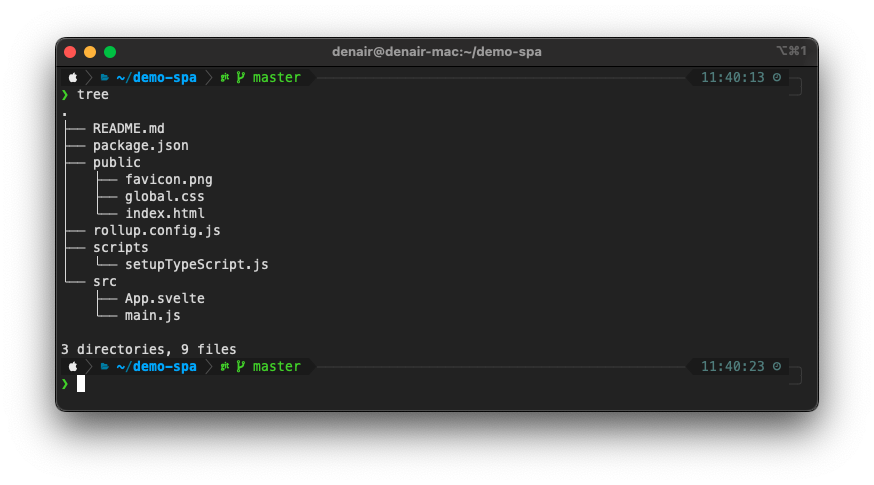 denair@denair-mac:~/demo-spa ⌥⌘1
~/demo-spa git master 11:40:13
❯ tree
.
├── README.md
├── package.json
├── public
│   ├── favicon.png
│   ├── global.css
│   └── index.html
├── rollup.config.js
├── scripts
│   └── setupTypeScript.js
└── src
    ├── App.svelte
    └── main.js
3 directories, 9 files
~/demo-spa git master 11:40:23
❯